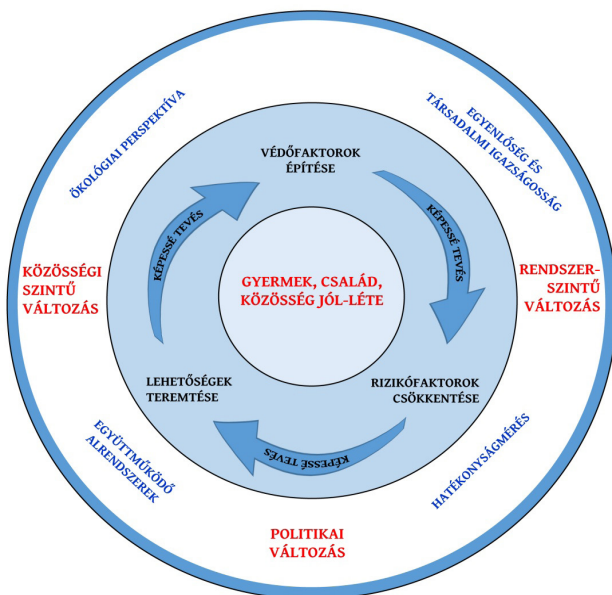 ÖKOLÓGIAI PERSPEKTÍVA
EGYENLŐSÉG ÉS
TÁRSADALMI IGAZSÁGOSSÁG
VÉDŐFAKTOROK
ÉPÍTÉSE
KÉPESSÉ TEVÉS
KÉPESSÉ TEVÉS
KÖZÖSSÉGI
SZINTŰ
VÁLTOZÁS
GYERMEK, CSALÁD,
KÖZÖSSÉG JÓL-LÉTE
RENDSZER-
SZINTŰ
VÁLTOZÁS
LEHETŐSÉGEK
TEREMTÉSE
RIZIKÓFAKTOROK
CSÖKKENTÉSE
KÉPESSÉ TEVÉS
EGYÜTTMŰKÖDŐ
ALRENDSZEREK
HATÉKONYSÁGMÉRÉS
POLITIKAI
VÁLTOZÁS